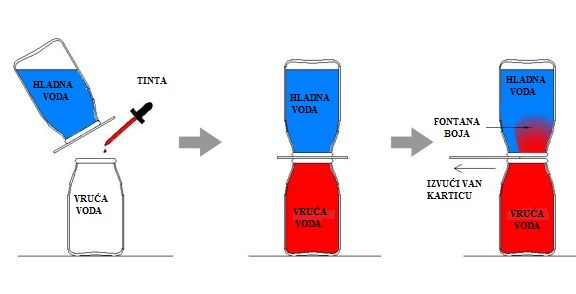 HLADNA
VODA
TINTA
VRUĆA
VODA
HLADNA
VODA
VRUĆA
VODA
HLADNA
VODA
FONTANA
BOJA
IZVUĆI VAN
KARTICU
VRUĆA
VODA